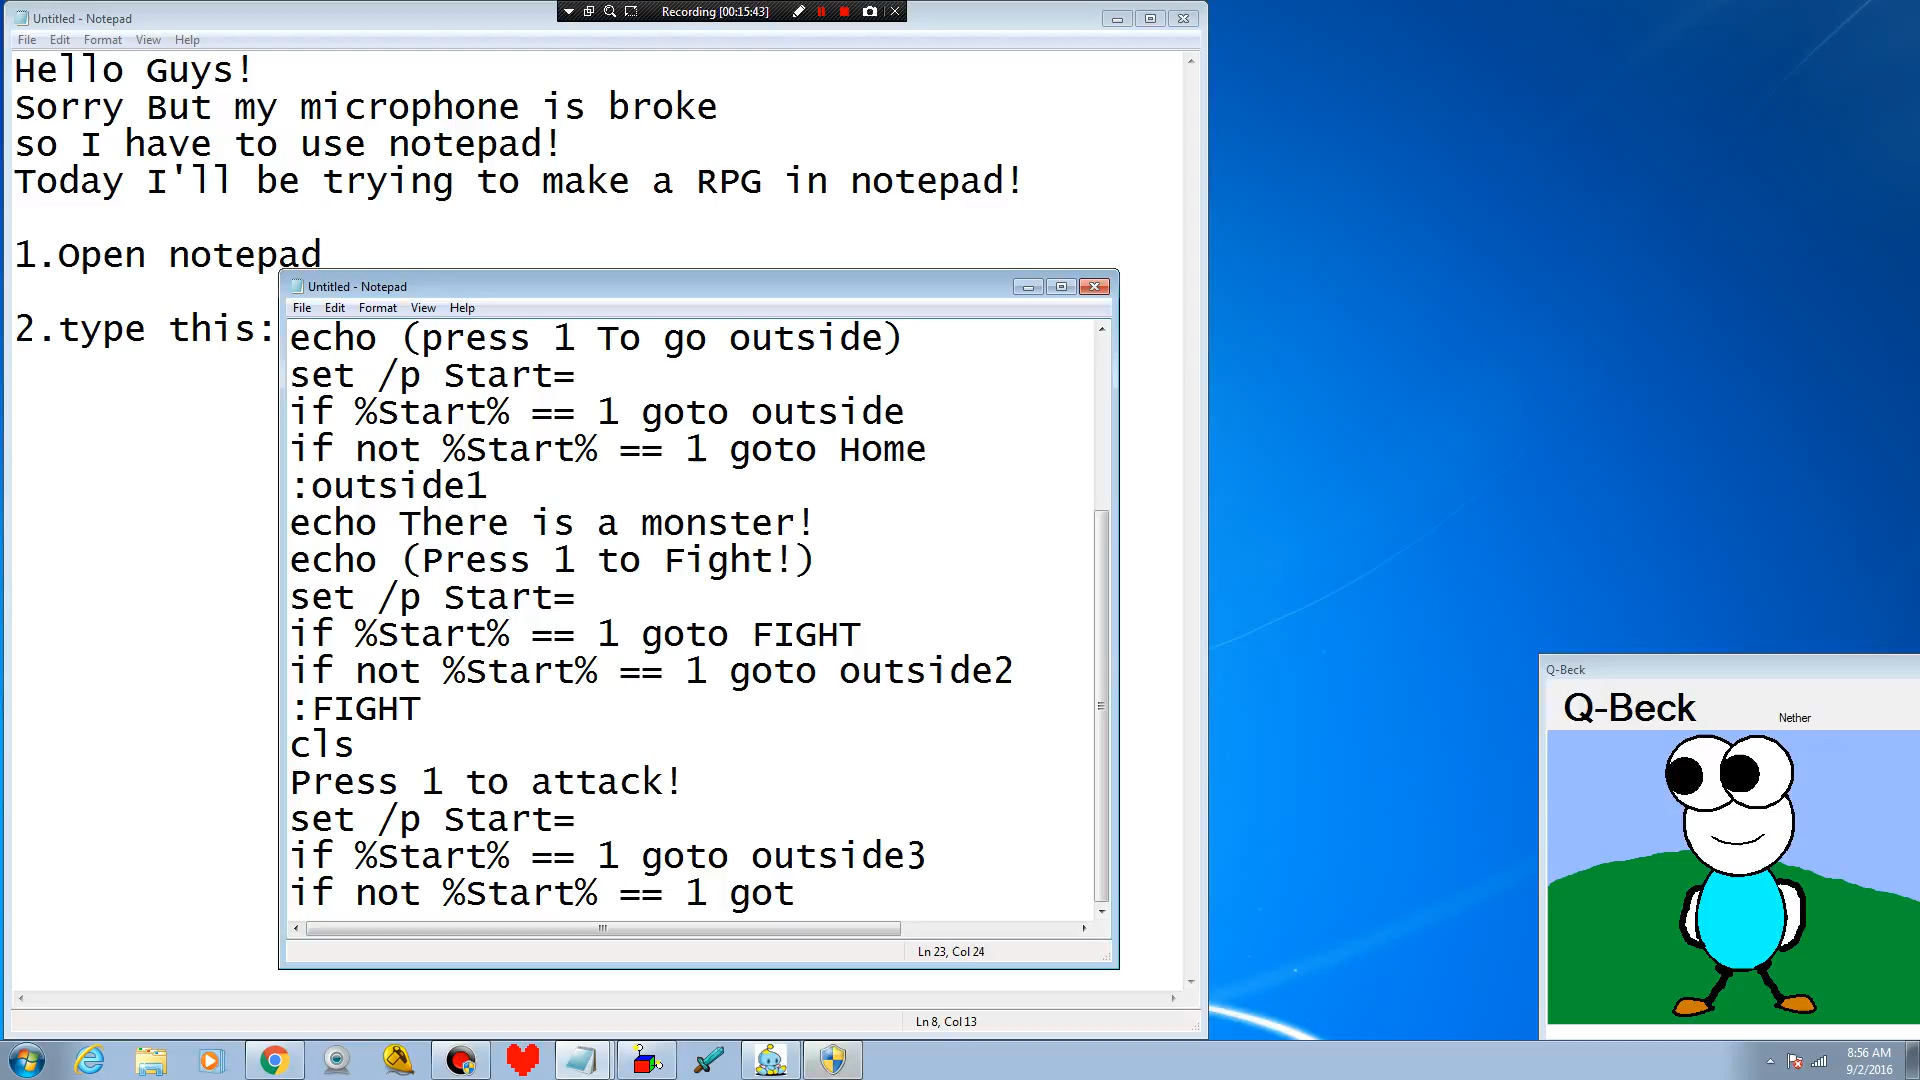 Untitled - Notepad
Recording [00:15:43]
File Edit Format View Help
Hello Guys!
Sorry But my microphone is broke
so I have to use notepad!
Today I'll be trying to make a RPG in notepad!
1.Open notepad
2.type this:
Untitled - Notepad
File Edit Format View Help
echo (press 1 To go outside)
set /p Start=
if %Start% == 1 goto outside
if not %Start% == 1 goto Home
:outside1
echo There is a monster!
echo (Press 1 to Fight!)
set /p Start=
if %Start% == 1 goto FIGHT
if not %Start% == 1 goto outside2
:FIGHT
cls
Press 1 to attack!
set /p Start=
if %Start% == 1 goto outside3
if not %Start% == 1 got
Ln 23, Col 24
Ln 8, Col 13
Q-Beck
Q-Beck
Nether
8:56 AM
9/2/2016